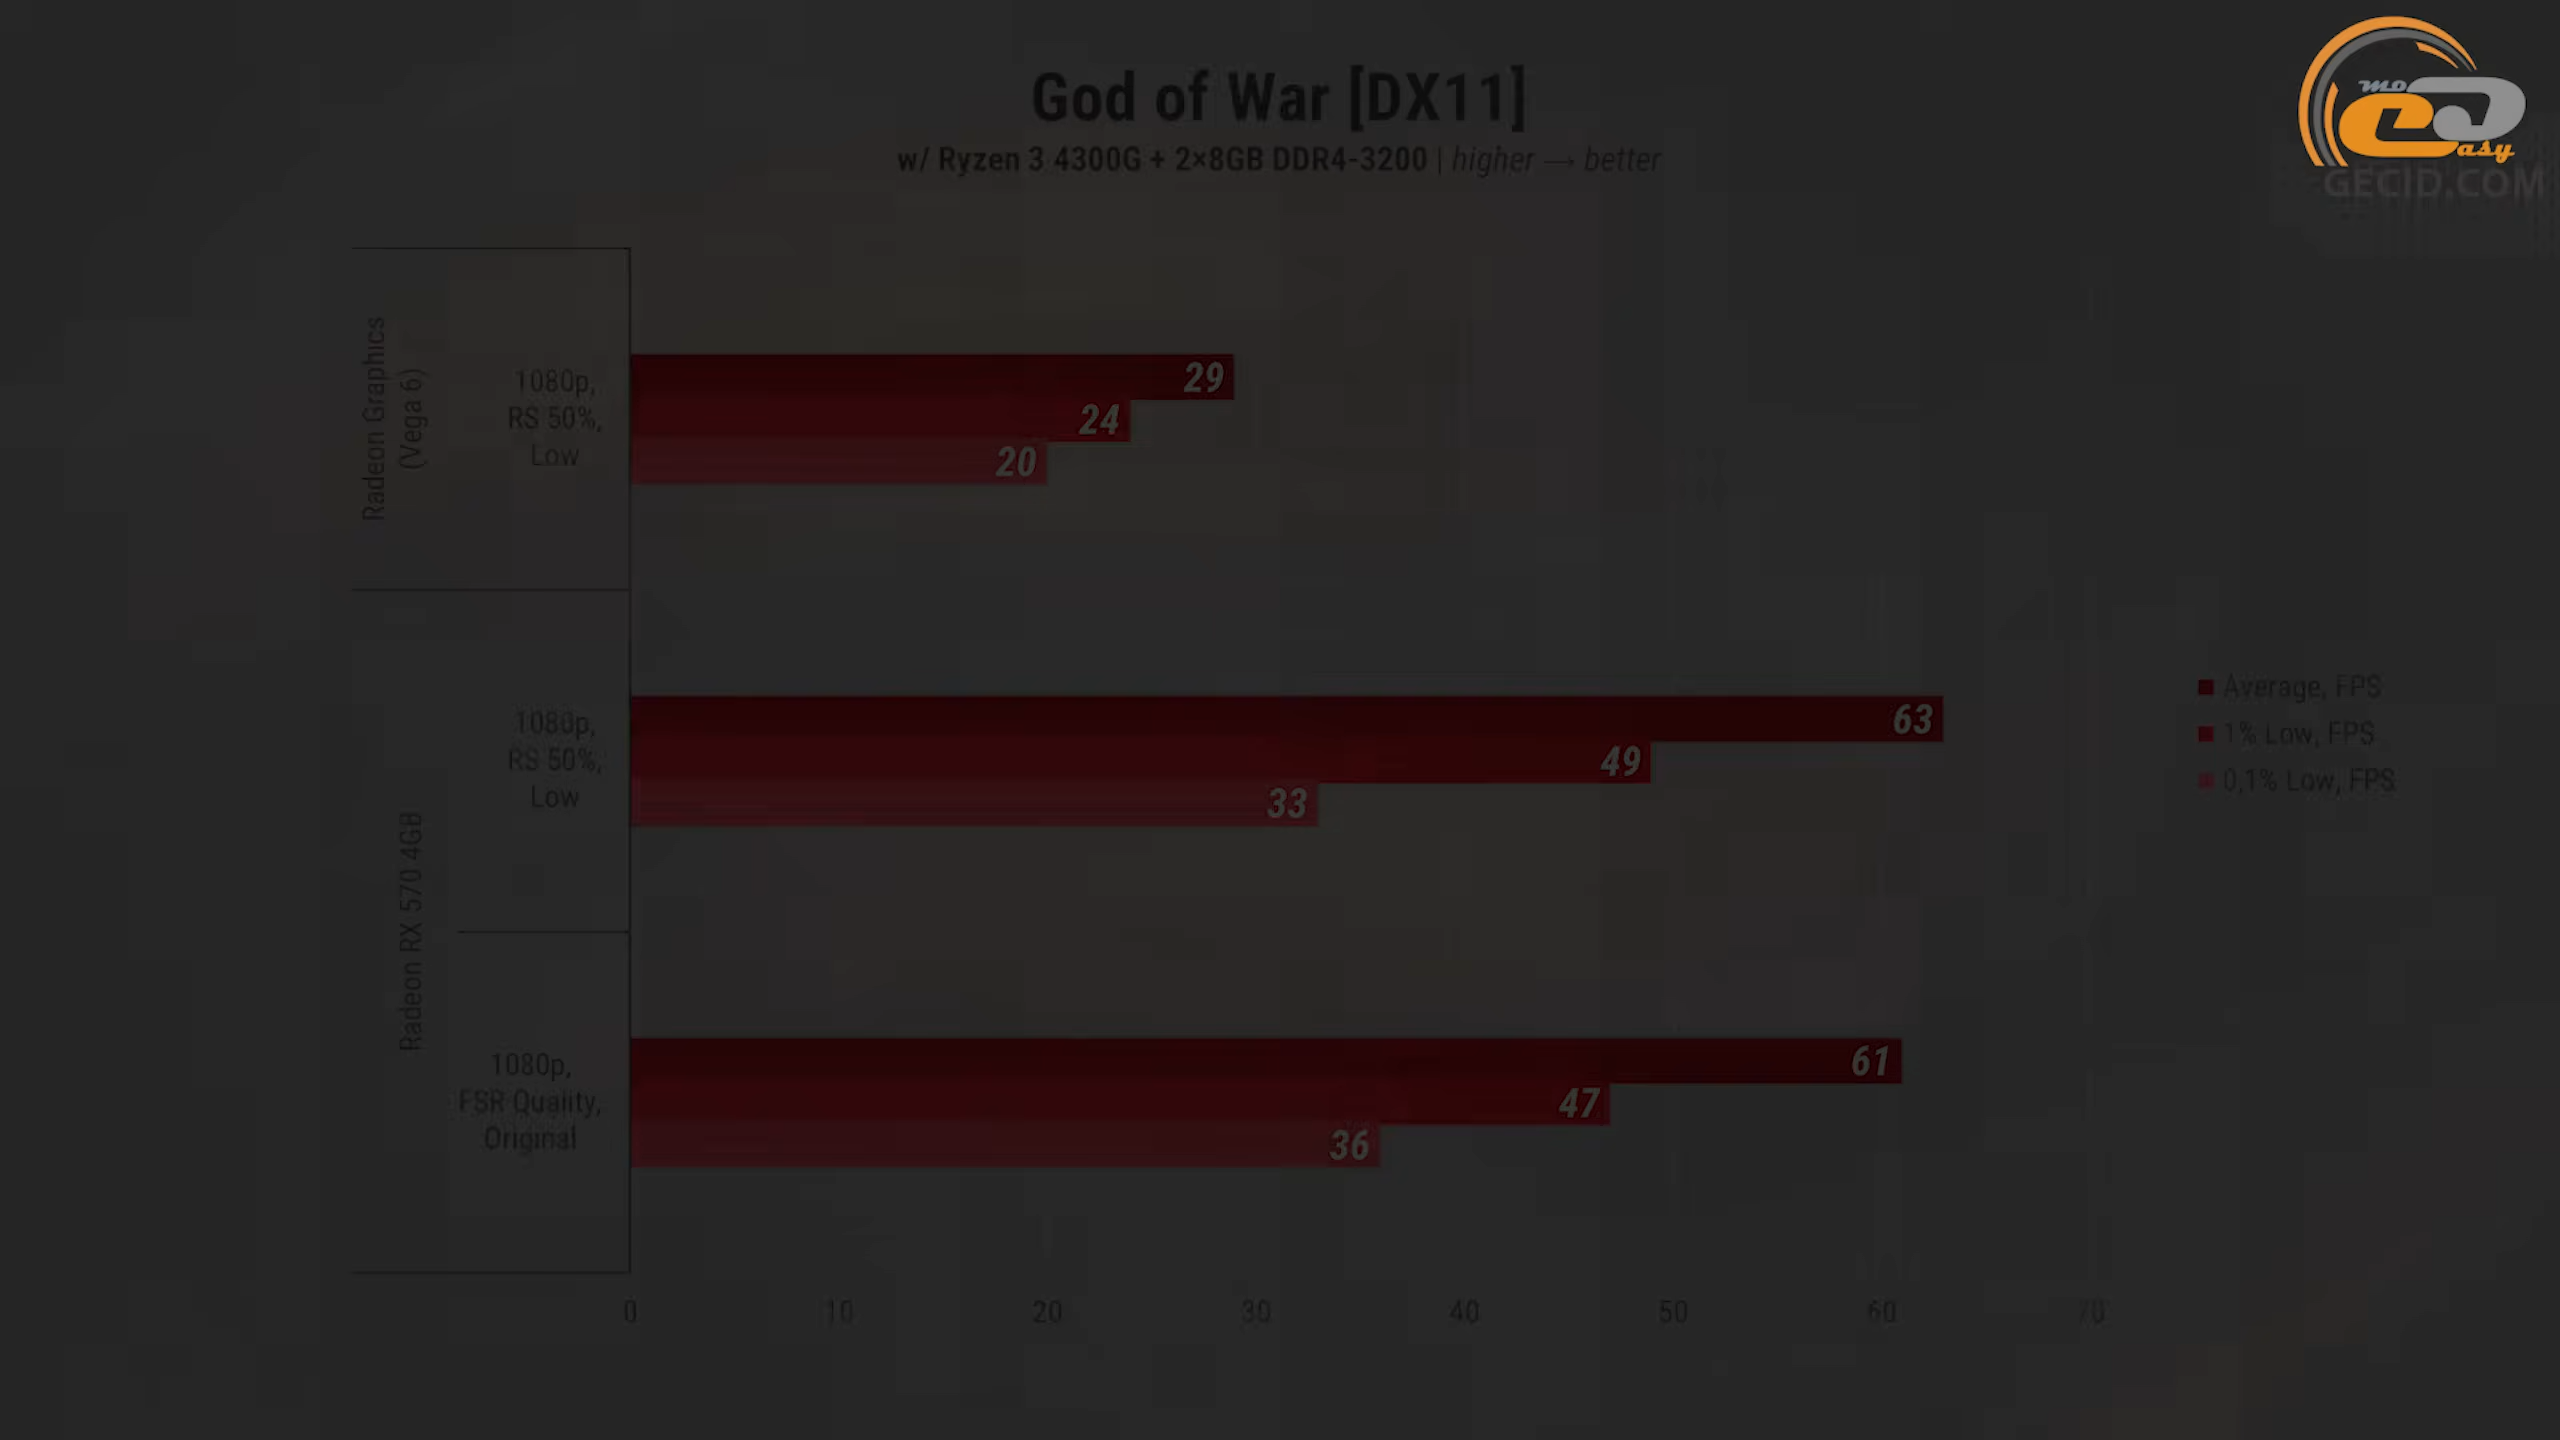 God of War [DX11]
w/ Ryzen 3 4300G + 2×8GB DDR4-3200 | higher → better
mo
easy
GECID.COM
Radeon Graphics
(Vega 6)
1080p,
RS 50%,
Low
29
24
20
Radeon RX 570 4GB
1080p,
RS 50%,
Low
63
49
33
1080p,
FSR Quality,
Original
61
47
36
Average, FPS
1% Low, FPS
0,1% Low, FPS
0 10 20 30 40 50 60 70